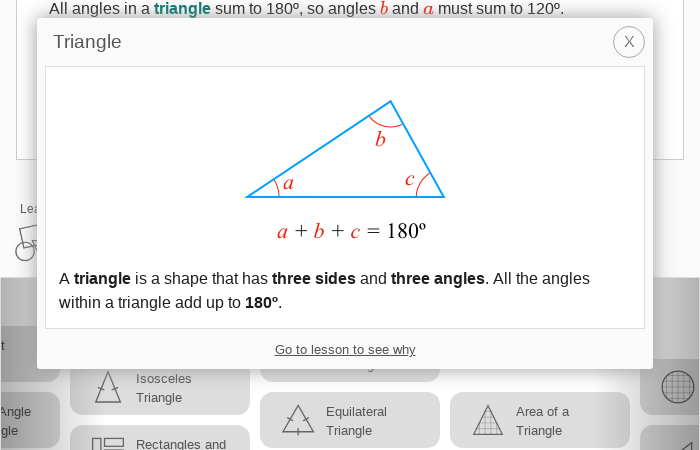 All angles in a triangle sum to 180º, so angles b and a must sum to 120º.
Triangle
X
b
a
c
a + b + c = 180º
A triangle is a shape that has three sides and three angles. All the angles
within a triangle add up to 180º.
Go to lesson to see why
Isosceles
Triangle
Angle
Equilateral
Triangle
Area of a
Triangle
Rectangles and